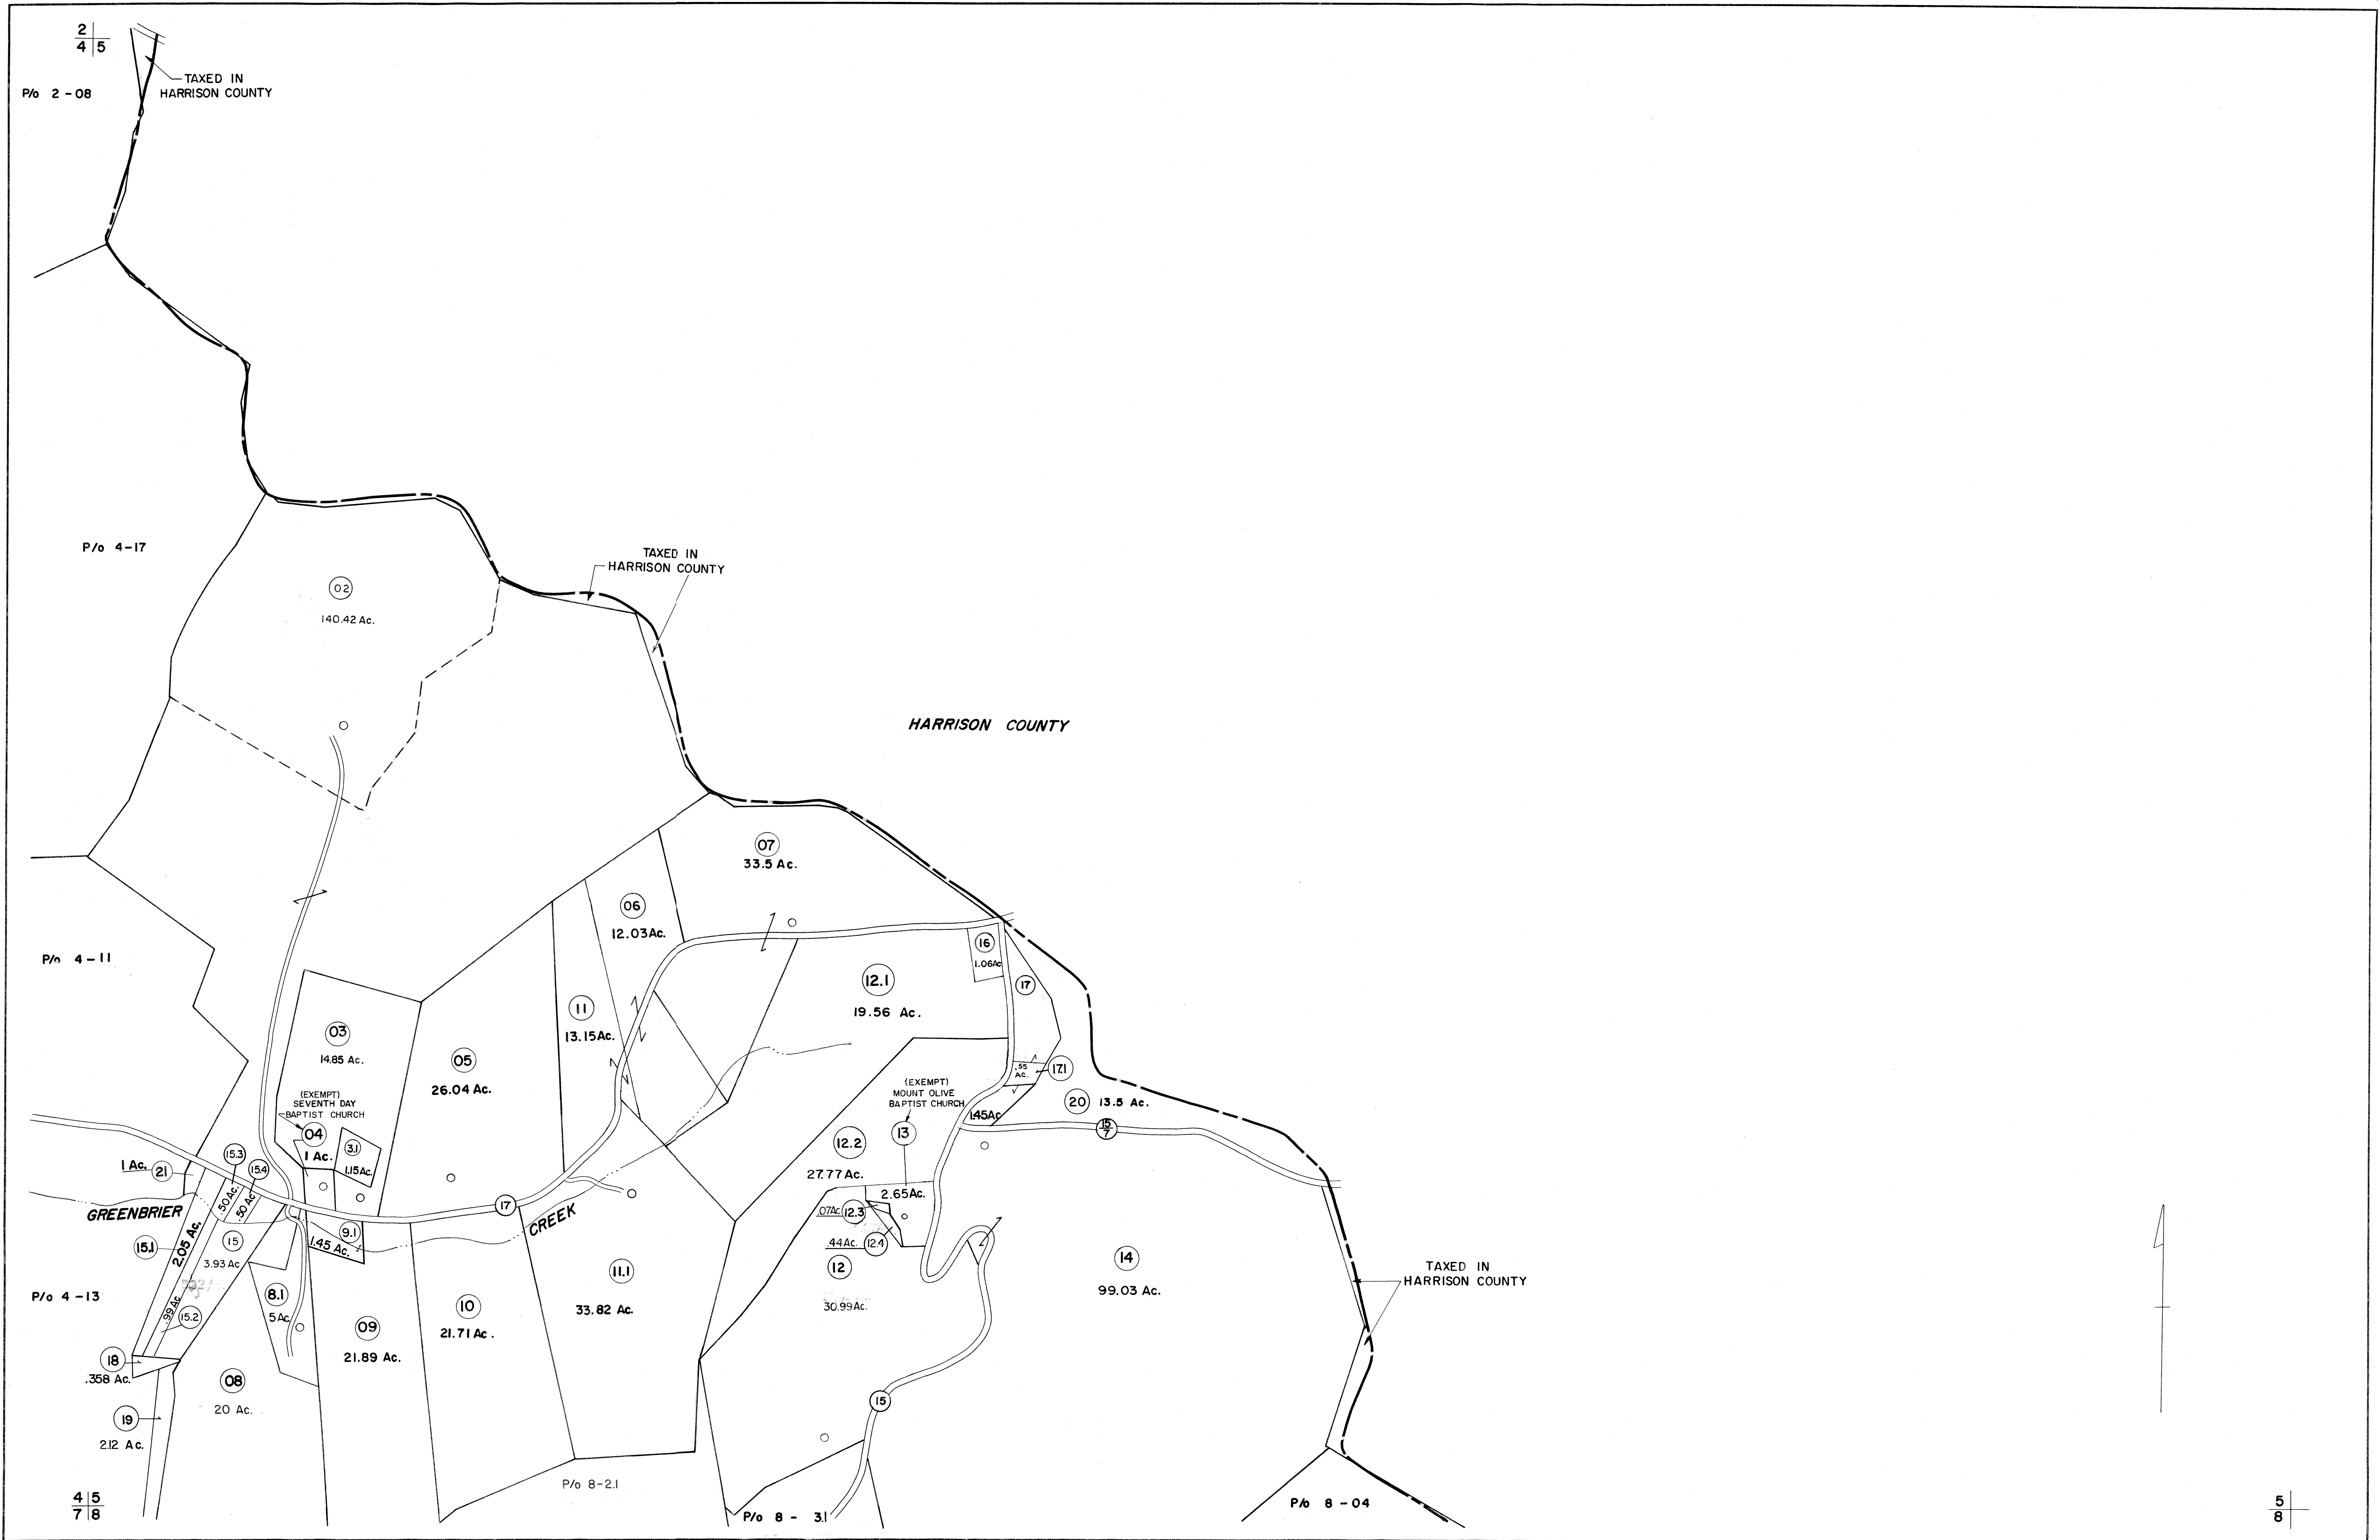 2
4 5
P/o 2 - 08
TAXED IN
HARRISON COUNTY
P/o 4-17
02
140.42 Ac.
TAXED IN
HARRISON COUNTY
HARRISON COUNTY
07
33.5 Ac.
06
12.03 Ac.
P/o 4-11
16
1.06 Ac
17
12.1
19.56 Ac.
11
13.15 Ac.
03
14.85 Ac.
05
26.04 Ac.
.55
AC.
17.1
(EXEMPT)
SEVENTH DAY
BAPTIST CHURCH
04
1 Ac.
3.1
1.15 Ac.
(EXEMPT)
MOUNT OLIVE
BAPTIST CHURCH
13
1.45 Ac
20 13.5 Ac.
15
7
12.2
27.77 Ac.
2.65 Ac.
1 Ac. 21
15.3
15.4
.50 Ac.
.50 Ac
GREENBRIER
17
CREEK
.07Ac 12.3
.44 Ac. 12.4
15.1
2.05 Ac.
15
3.93 Ac
9.1
1.45 Ac.
12
30.99 Ac.
14
99.03 Ac.
TAXED IN
HARRISON COUNTY
P/o 4-13
.99 Ac
15.2
8.1
5 Ac.
11.1
33.82 Ac.
10
21.71 Ac.
09
21.89 Ac.
18
.358 Ac.
08
20 Ac.
19
2.12 Ac.
15
P/o 8-2.1
P/o 8 - 3.1
P/o 8 - 04
4 5
7 8
5
8